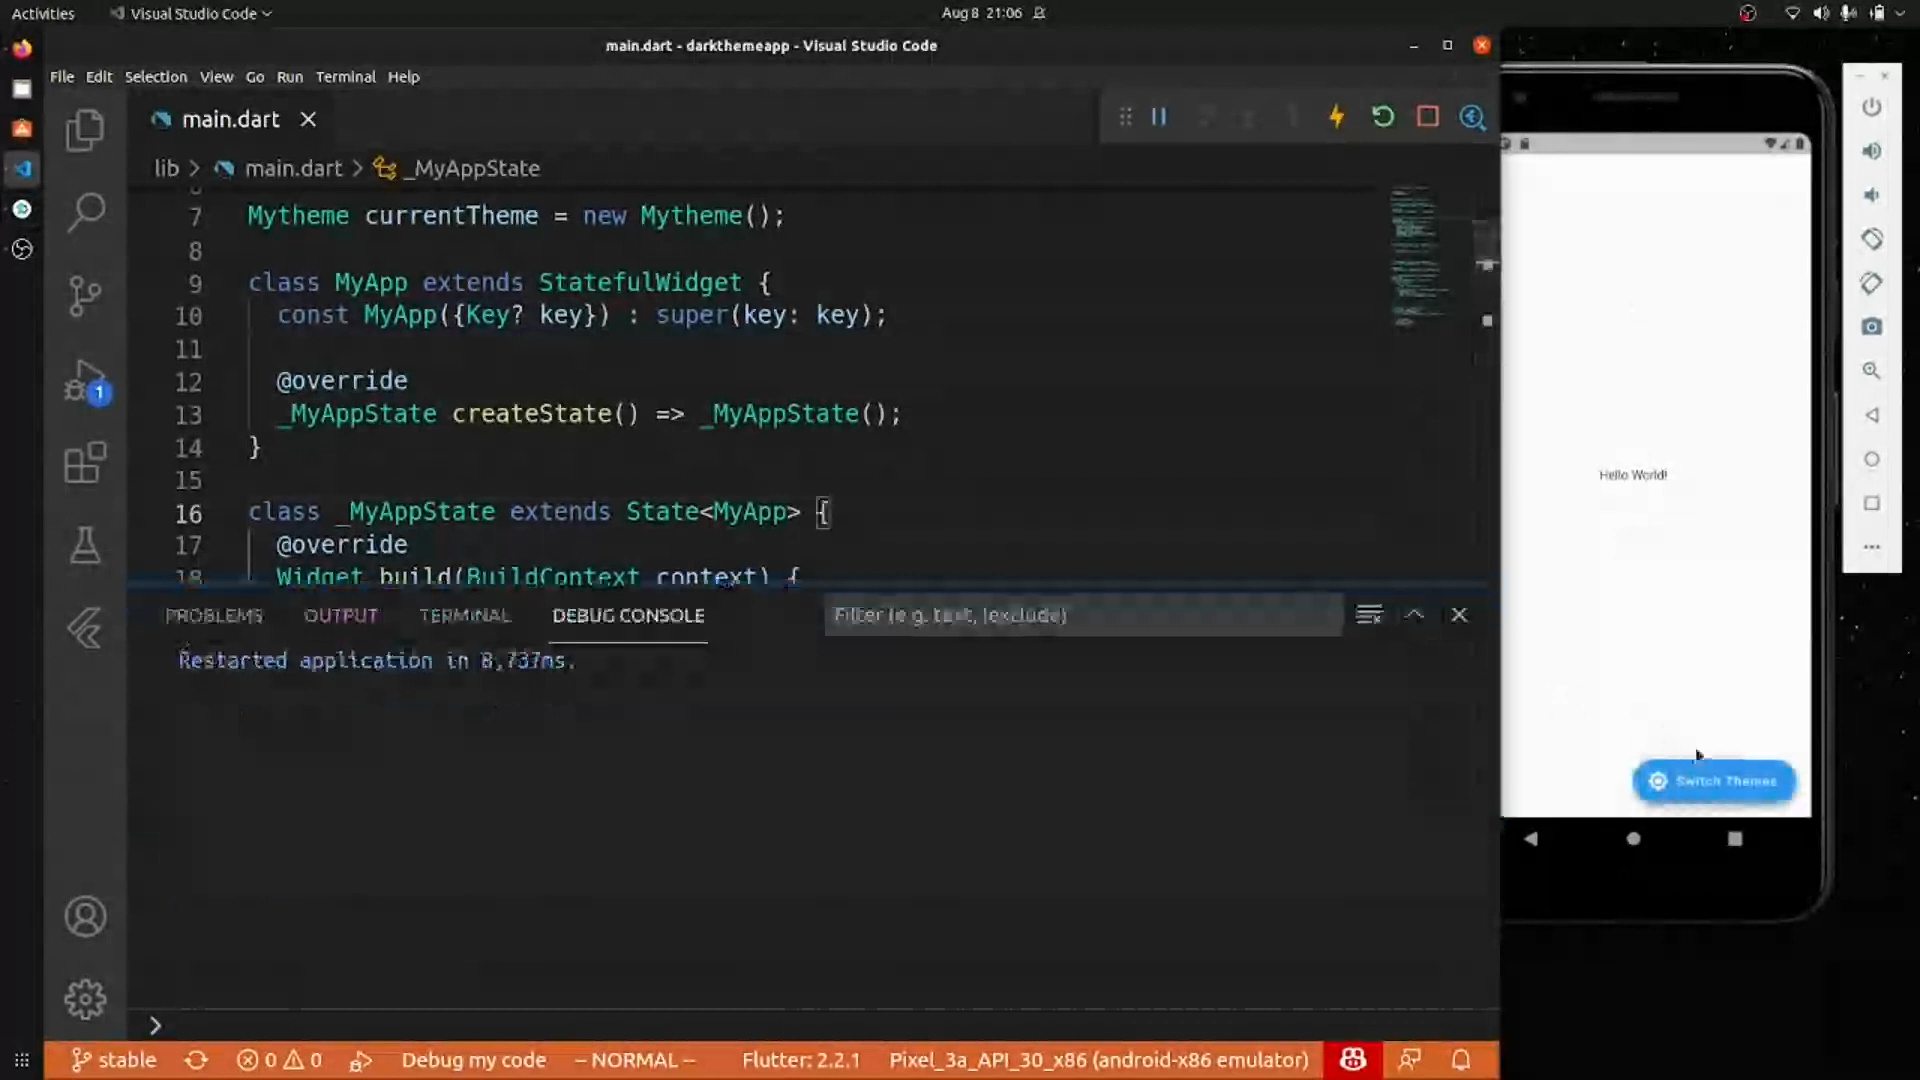 Activities
Visual Studio Code
Aug 8 21:06
main.dart - darkthemeapp - Visual Studio Code
File Edit Selection View Go Run Terminal Help
main.dart
lib > main.dart > _MyAppState
7 Mytheme currentTheme = new Mytheme();
8
9 class MyApp extends StatefulWidget {
10 const MyApp({Key? key}) : super(key: key);
11
12 @override
13 _MyAppState createState() => _MyAppState();
14 }
15
16 class _MyAppState extends State<MyApp> {
17 @override
18 Widget build(BuildContext context) {
1
PROBLEMS OUTPUT TERMINAL DEBUG CONSOLE
Filter (e.g. text, !exclude)
Restarted application in 8,737ms.
>
stable
0 0
Debug my code
-- NORMAL --
Flutter: 2.2.1
Pixel_3a_API_30_x86 (android-x86 emulator)
Hello World!
Switch Themes